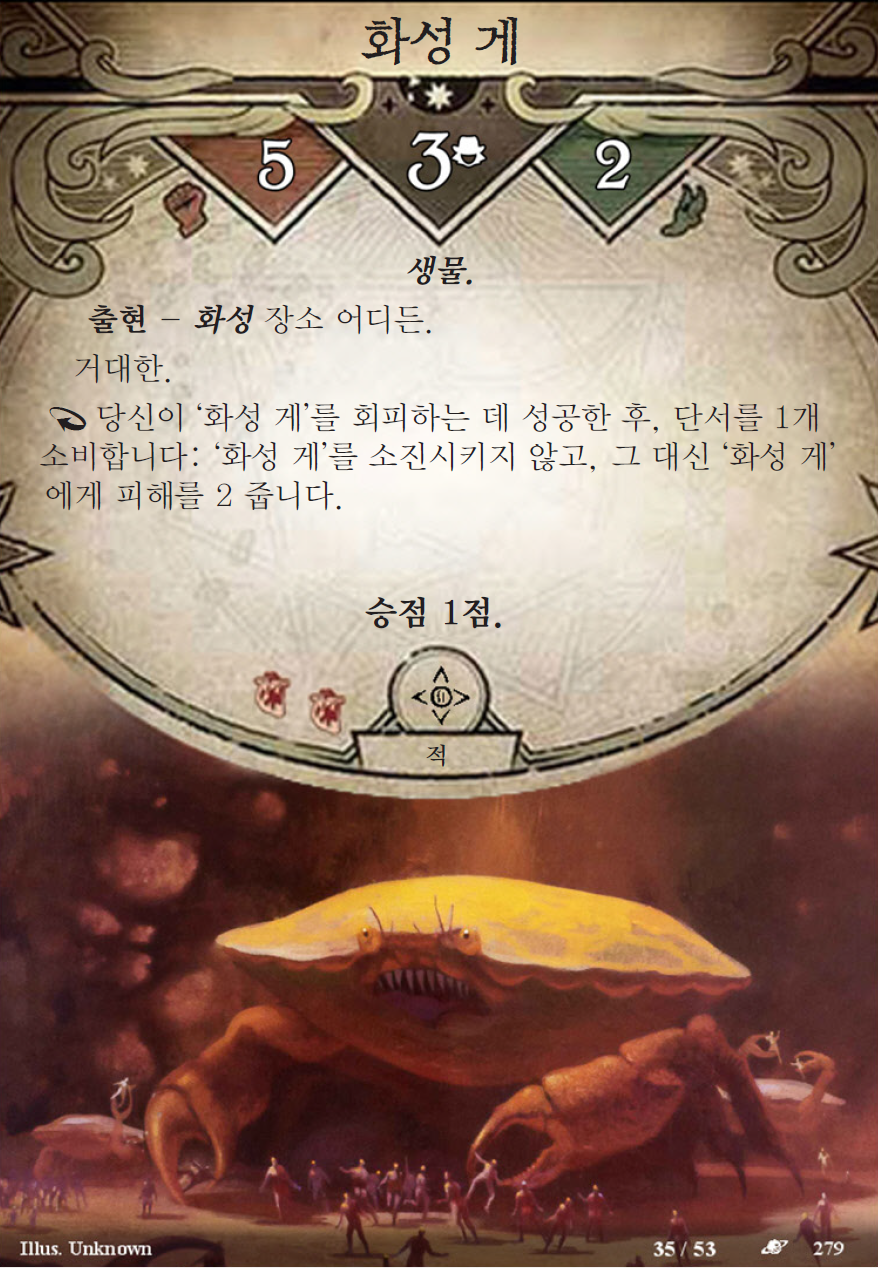 화성 게
5 3 2
생물.
출현 – 화성 장소 어디든.
거대한.
당신이 ‘화성 게’를 회피하는 데 성공한 후, 단서를 1개
소비합니다: ‘화성 게’를 소진시키지 않고, 그 대신 ‘화성 게’
에게 피해를 2 줍니다.
승점 1점.
적
Illus. Unknown 35 / 53 279